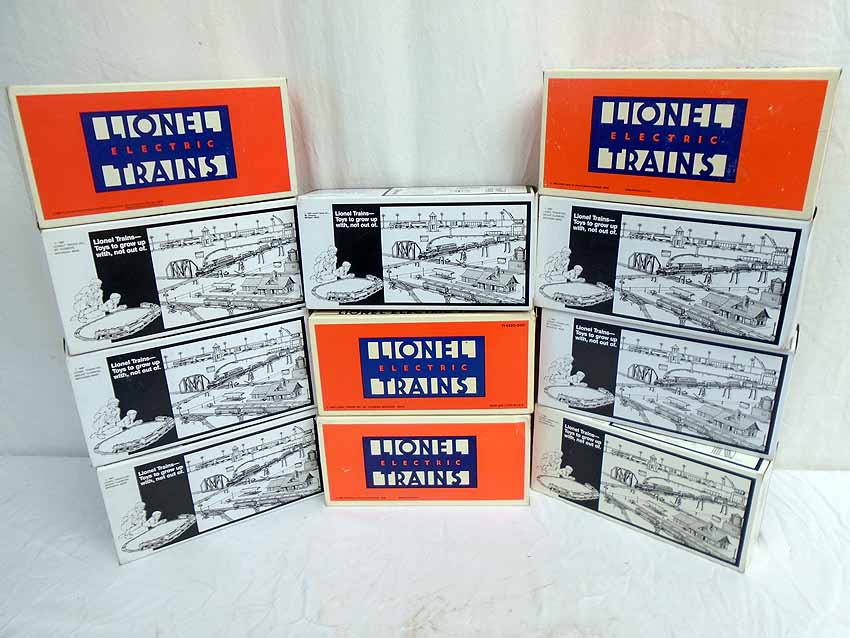 LIONEL
ELECTRIC
TRAINS
LIONEL
ELECTRIC
TRAINS
Lionel Trains—
Toys to grow up
with, not out of.
Lionel Trains—
Toys to grow up
with, not out of.
Lionel Trains—
Toys to grow up
with, not out of.
LIONEL
ELECTRIC
TRAINS
Lionel Trains—
Toys to grow up
with, not out of.
Lionel Trains—
Toys to grow up
with, not out of.
LIONEL
ELECTRIC
TRAINS
Lionel Trains—
Toys to grow up
with, not out of.
Lionel Trains—
Toys to grow up
with, not out of.